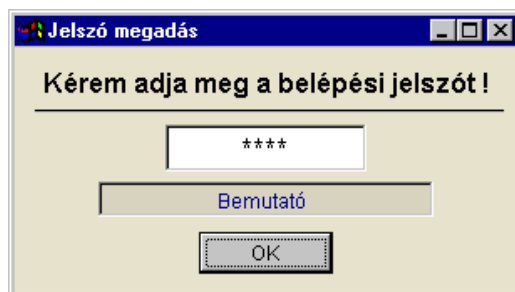 Jelszó megadás
Kérem adja meg a belépési jelszót !
****
Bemutató
OK